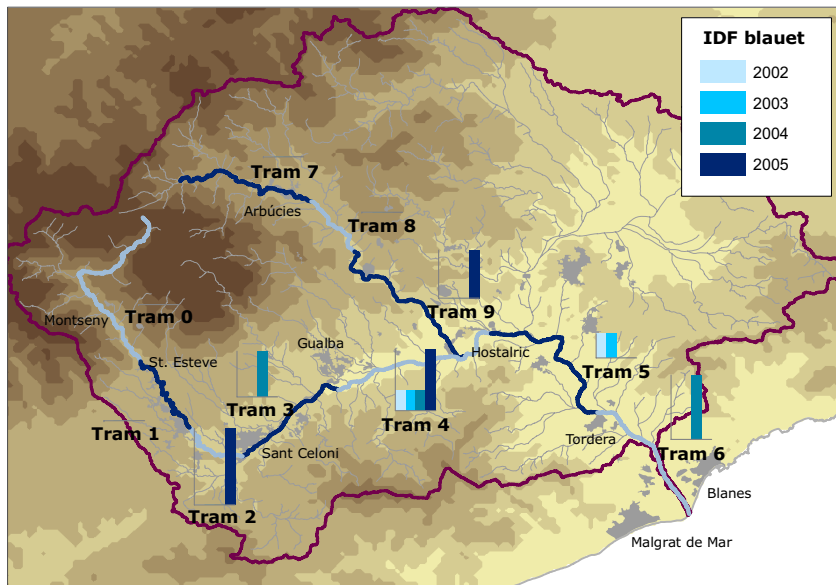 IDF blauet
2002
2003
2004
2005
Tram 7
Arbúcies
Tram 8
Tram 9
Montseny
Tram 0
St. Esteve
Gualba
Hostalric
Tram 5
Tram 3
Tram 4
Tram 1
Sant Celoni
Tordera
Tram 6
Tram 2
Blanes
Malgrat de Mar